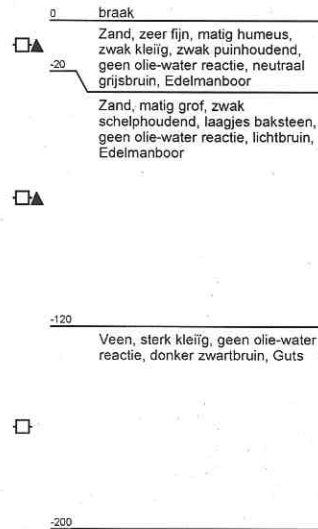 0 braak
Zand, zeer fijn, matig humeus,
zwak kleiïg, zwak puinhoudend,
geen olie-water reactie, neutraal
-20 grijsbruin, Edelmanboor
Zand, matig grof, zwak
schelphoudend, laagjes baksteen,
geen olie-water reactie, lichtbruin,
Edelmanboor
-120
Veen, sterk kleiïg, geen olie-water
reactie, donker zwartbruin, Guts
-200